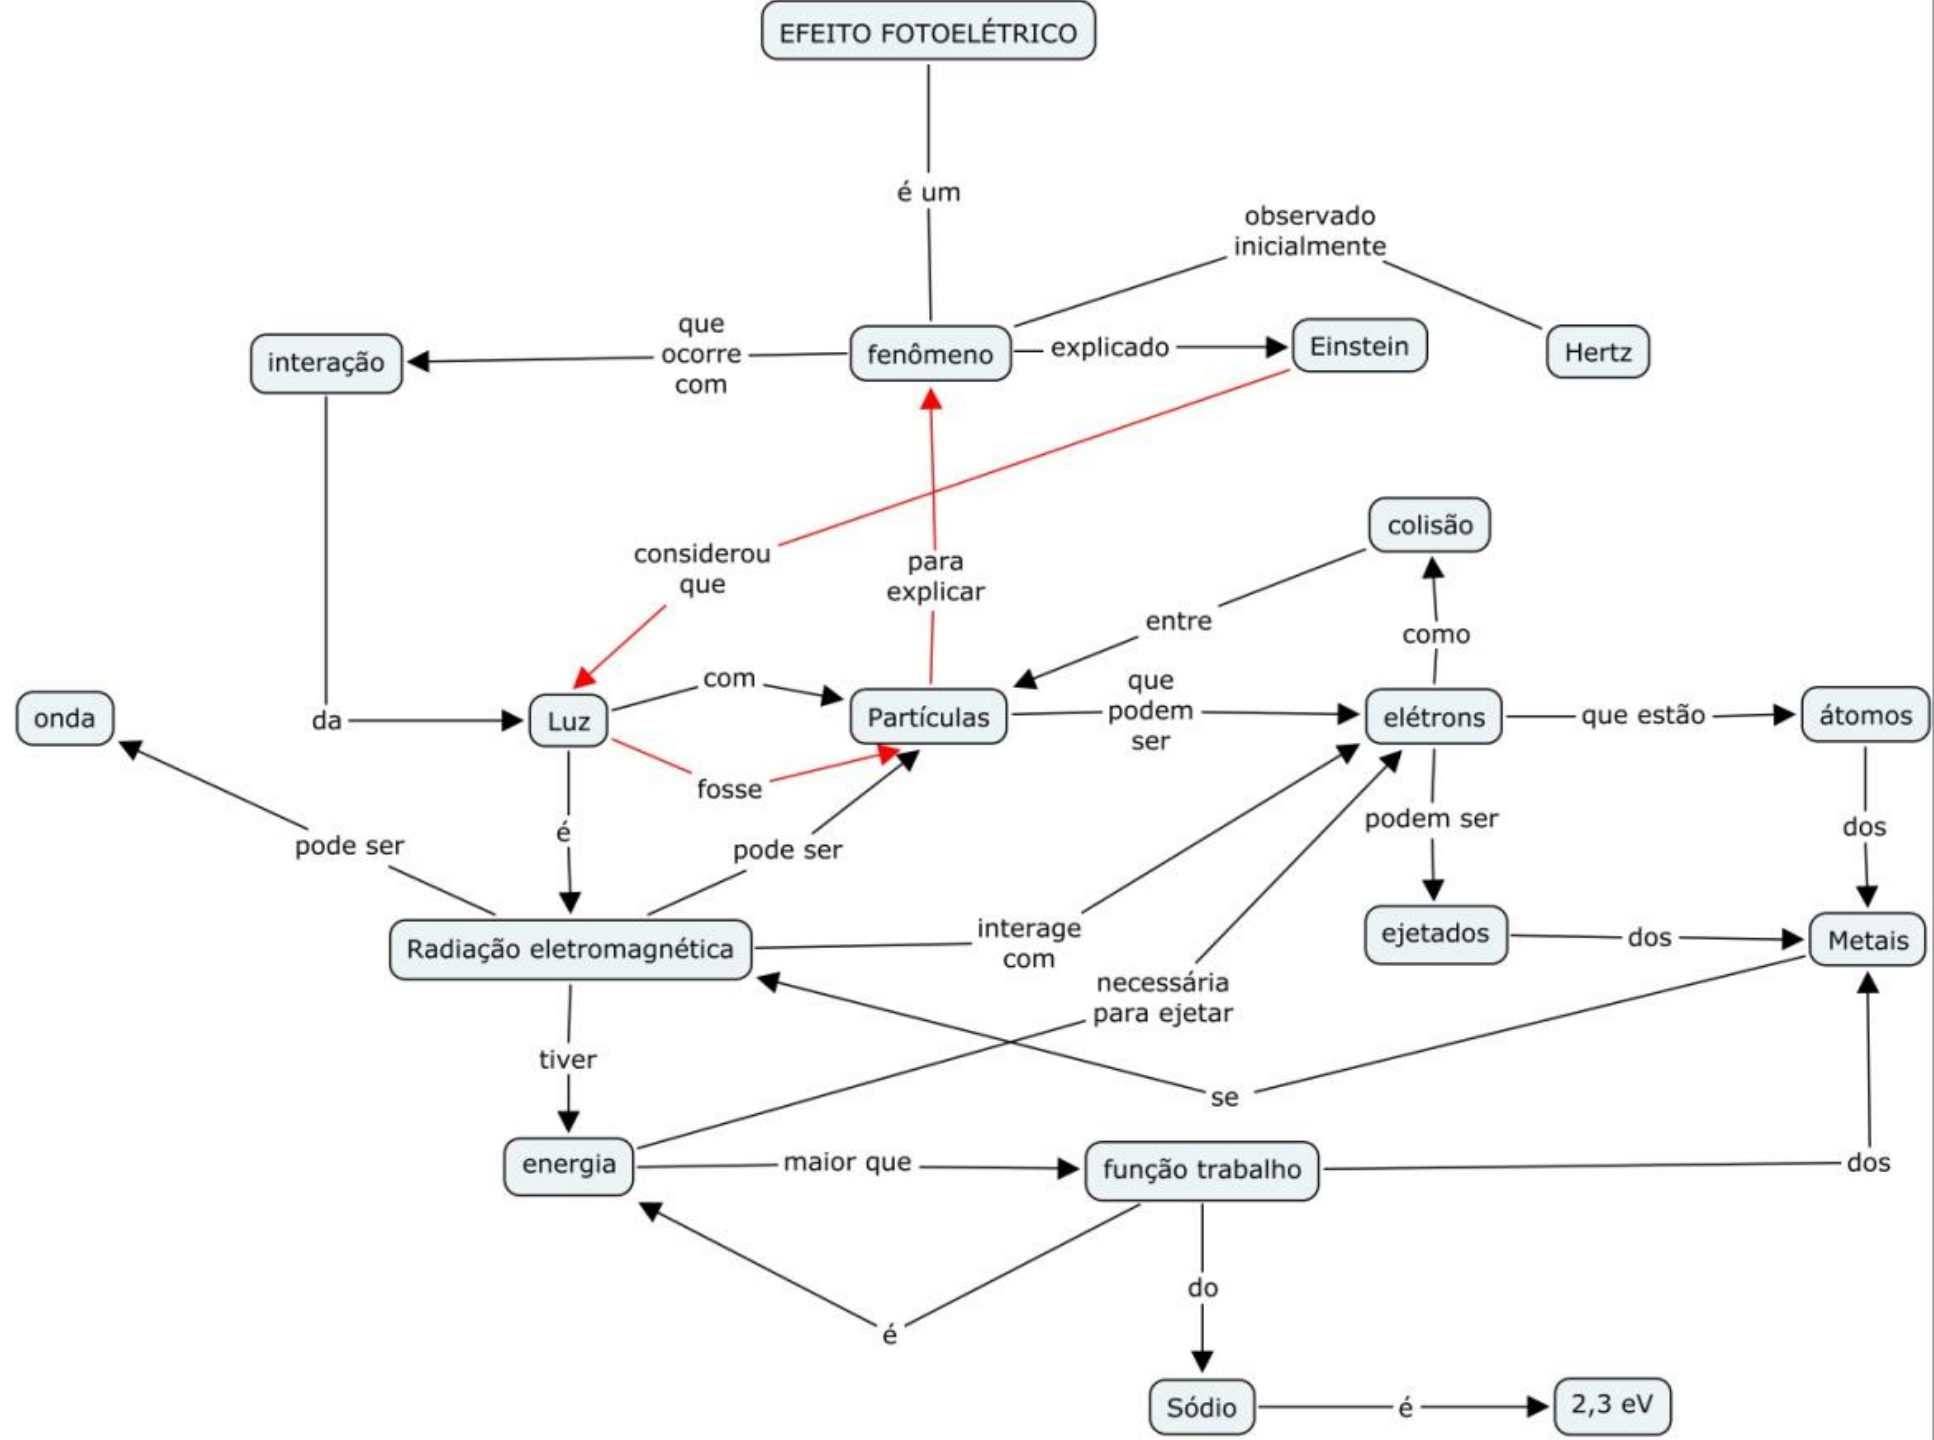 EFEITO FOTOELÉTRICO
é um
observado
inicialmente
que
ocorre
com
interação
fenômeno
explicado
Einstein
Hertz
colisão
considerou
que
para
explicar
entre
como
com
que
podem
ser
onda
da
Luz
Partículas
elétrons
que estão
átomos
fosse
é
pode ser
pode ser
podem ser
dos
Radiação eletromagnética
interage
com
ejetados
dos
Metais
necessária
para ejetar
tiver
se
energia
maior que
função trabalho
dos
do
é
Sódio
é
2,3 eV